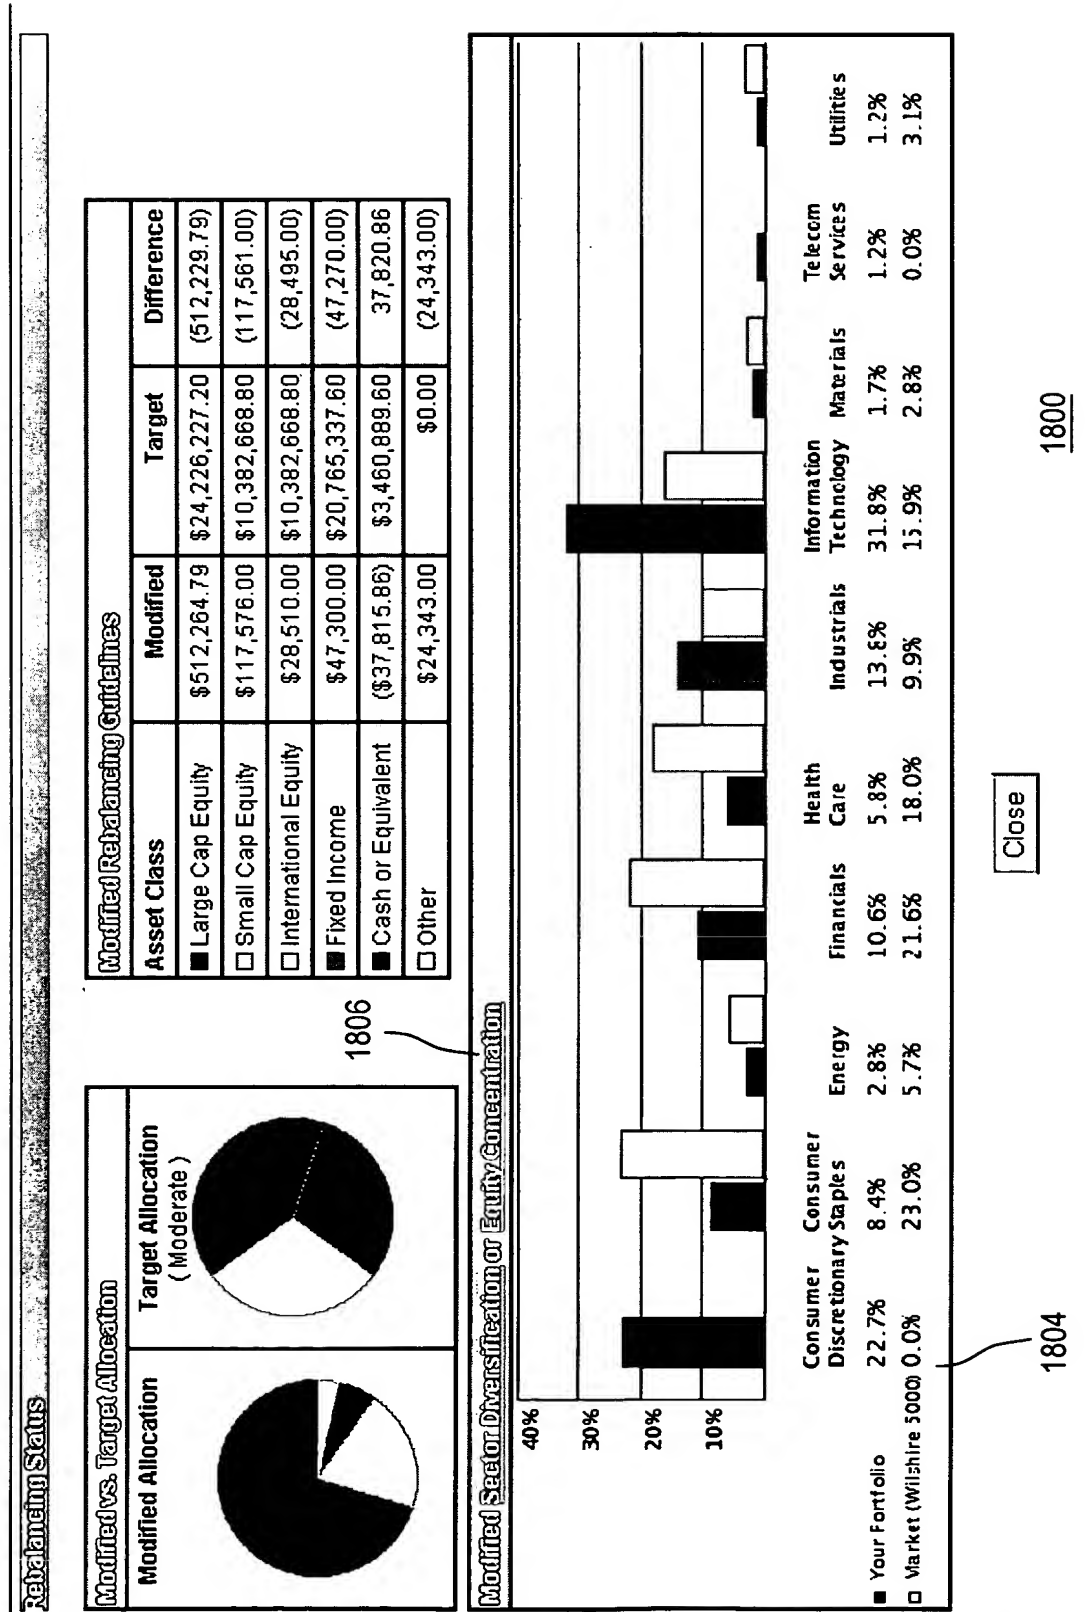 Rebalancing Status
Modified vs. Target Allocation
Modified Allocation
Target Allocation
( Moderate )
Modified Rebalancing Guidelines
Asset Class Modified Target Difference
Large Cap Equity $512,264.79 $24,226,227.20 (512,229.79)
Small Cap Equity $117,576.00 $10,382,668.80 (117,561.00)
International Equity $28,510.00 $10,382,668.80 (28,495.00)
Fixed Income $47,300.00 $20,765,337.60 (47,270.00)
Cash or Equivalent ($37,815.86) $3,460,889.60 37,820.86
Other $24,343.00 $0.00 (24,343.00)
1806
Modified Sector Diversification or Equity Concentration
40%
30%
20%
10%
Consumer Discretionary
Consumer Staples
Energy
Financials
Health Care
Industrials
Information Technology
Materials
Telecom Services
Utilities
Your Portfolio 22.7% 8.4% 2.8% 10.6% 5.8% 13.8% 31.8% 1.7% 1.2% 1.2%
Market (Wilshire 5000) 0.0% 23.0% 5.7% 21.6% 18.0% 9.9% 15.9% 2.8% 0.0% 3.1%
1804
Close
1800